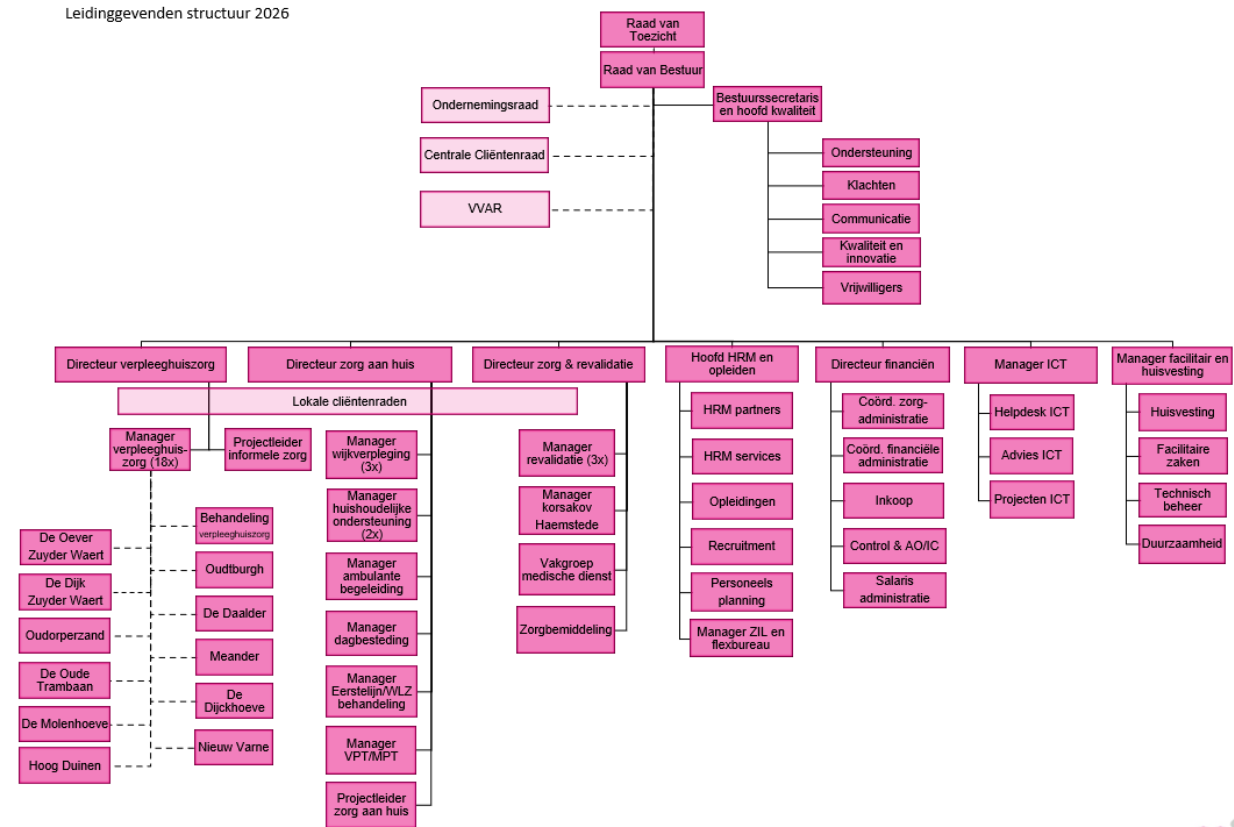 Leidinggevenden structuur 2026
Raad van
Toezicht
Raad van Bestuur
Ondernemingsraad
Bestuurssecretaris
en hoofd kwaliteit
Centrale Cliëntenraad
VVAR
Ondersteuning
Klachten
Communicatie
Kwaliteit en
innovatie
Vrijwilligers
Directeur verpleeghuiszorg
Directeur zorg aan huis
Directeur zorg & revalidatie
Hoofd HRM en
opleiden
Directeur financiën
Manager ICT
Manager facilitair en
huisvesting
Lokale cliëntenraden
Manager
verpleeghuis-
zorg (18x)
Projectleider
informele zorg
De Oever
Zuyder Waert
De Dijk
Zuyder Waert
Oudorperzand
De Oude
Trambaan
De Molenhoeve
Hoog Duinen
Behandeling
verpleeghuiszorg
Oudtburgh
De Daalder
Meander
De
Dijckhoeve
Nieuw Varne
Manager
wijkverpleging
(3x)
Manager
huishoudelijke
ondersteuning
(2x)
Manager
ambulante
begeleiding
Manager
dagbesteding
Manager
Eerstelijn/WLZ
behandeling
Manager
VPT/MPT
Projectleider
zorg aan huis
Manager
revalidatie (3x)
Manager
korsakov
Haemstede
Vakgroep
medische dienst
Zorgbemiddeling
HRM partners
HRM services
Opleidingen
Recruitment
Personeels
planning
Manager ZIL en
flexbureau
Coörd. zorg-
administratie
Coörd. financiële
administratie
Inkoop
Control & AO/IC
Salaris
administratie
Helpdesk ICT
Advies ICT
Projecten ICT
Huisvesting
Facilitaire
zaken
Technisch
beheer
Duurzaamheid